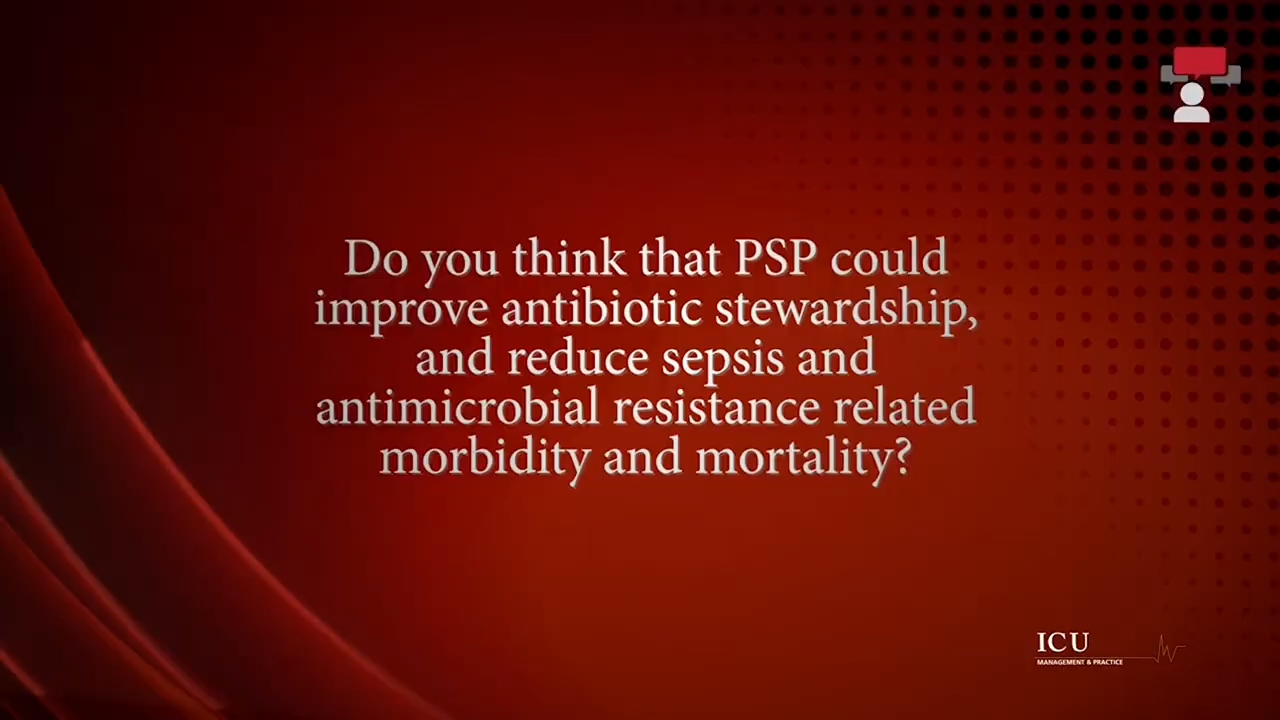 Do you think that PSP could
improve antibiotic stewardship,
and reduce sepsis and
antimicrobial resistance related
morbidity and mortality?
ICU
MANAGEMENT & PRACTICE